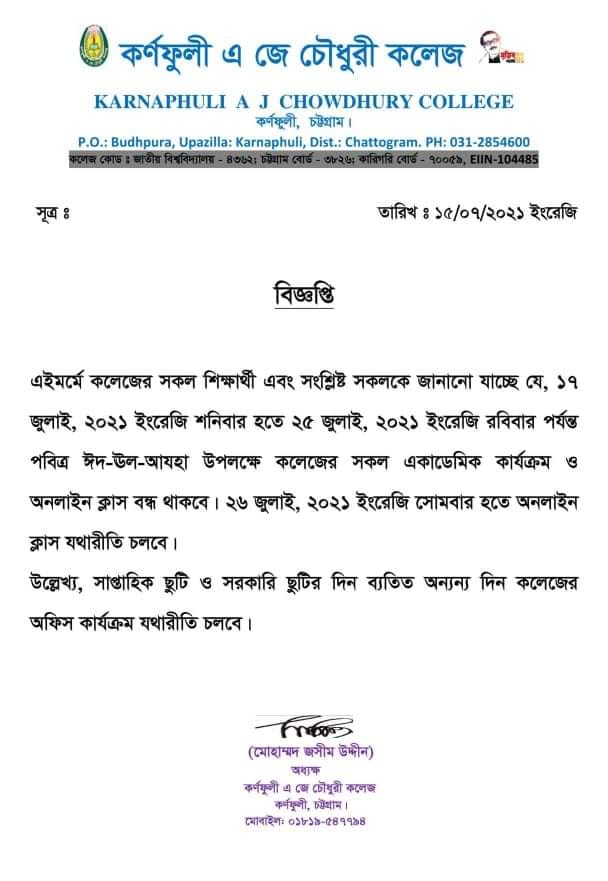 কর্ণফুলী এ জে চৌধুরী কলেজ
KARNAPHULI A J CHOWDHURY COLLEGE
কর্ণফুলী, চট্টগ্রাম।
P.O.: Budhpura, Upazilla: Karnaphuli, Dist.: Chattogram. PH: 031-2854600
কলেজ কোড ঃ জাতীয় বিশ্ববিদ্যালয় - ৪৩৬২; চট্টগ্রাম বোর্ড - ৩৮২৬; কারিগরি বোর্ড - ৭০০৫৯, EIIN-104485
সূত্র ঃ
তারিখ ঃ ১৫/০৭/২০২১ ইংরেজি
বিজ্ঞপ্তি
এইমর্মে কলেজের সকল শিক্ষার্থী এবং সংশ্লিষ্ট সকলকে জানানো যাচ্ছে যে, ১৭
জুলাই, ২০২১ ইংরেজি শনিবার হতে ২৫ জুলাই, ২০২১ ইংরেজি রবিবার পর্যন্ত
পবিত্র ঈদ-ঊল-আযহা উপলক্ষে কলেজের সকল একাডেমিক কার্যক্রম ও
অনলাইন ক্লাস বন্ধ থাকবে। ২৬ জুলাই, ২০২১ ইংরেজি সোমবার হতে অনলাইন
ক্লাস যথারীতি চলবে।
উল্লেখ্য, সাপ্তাহিক ছুটি ও সরকারি ছুটির দিন ব্যতিত অন্যন্য দিন কলেজের
অফিস কার্যক্রম যথারীতি চলবে।
(মোহাম্মদ জসীম উদ্দীন)
অধ্যক্ষ
কর্ণফুলী এ জে চৌধুরী কলেজ
কর্ণফুলী, চট্টগ্রাম।
মোবাইল: ০১৮১৯-৫৪৭৭৯৪